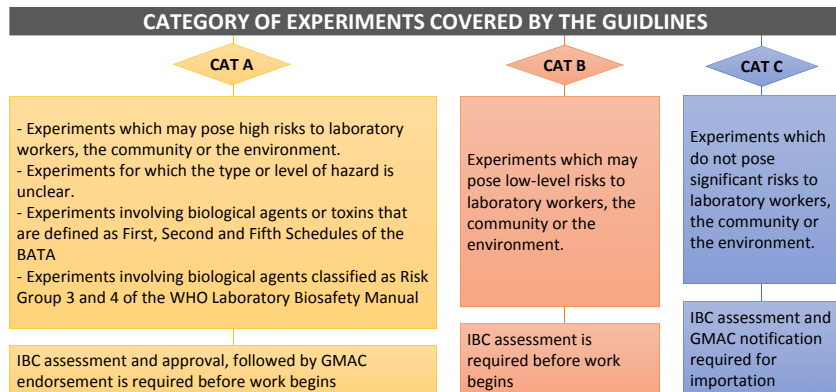 CATEGORY OF EXPERIMENTS COVERED BY THE GUIDLINES
CAT A
- Experiments which may pose high risks to laboratory
workers, the community or the environment.
- Experiments for which the type or level of hazard is
unclear.
- Experiments involving biological agents or toxins that
are defined as First, Second and Fifth Schedules of the
BATA
- Experiments involving biological agents classified as Risk
Group 3 and 4 of the WHO Laboratory Biosafety Manual
IBC assessment and approval, followed by GMAC
endorsement is required before work begins
CAT B
Experiments which may
pose low-level risks to
laboratory workers, the
community or the
environment.
IBC assessment is
required before work
begins
CAT C
Experiments which
do not pose
significant risks to
laboratory workers,
the community or
the environment.
IBC assessment and
GMAC notification
required for
importation